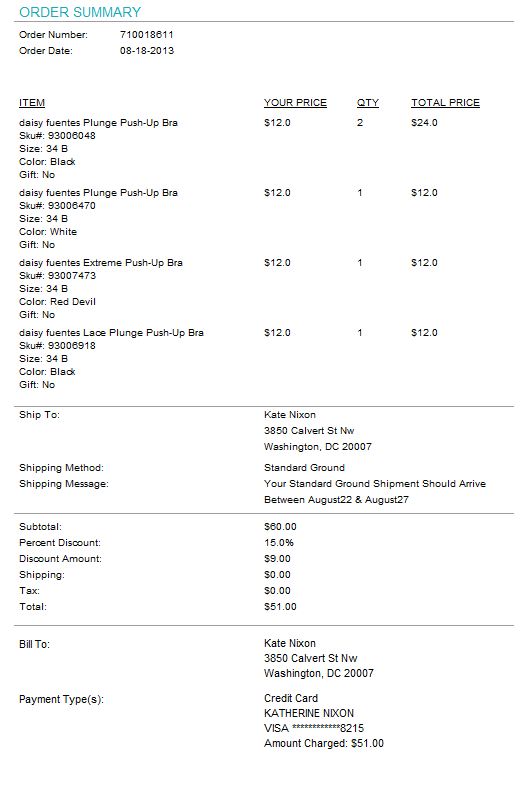 ORDER SUMMARY
Order Number: 710018611
Order Date: 08-18-2013
ITEM YOUR PRICE QTY TOTAL PRICE
daisy fuentes Plunge Push-Up Bra $12.0 2 $24.0
Sku#: 93006048
Size: 34 B
Color: Black
Gift: No
daisy fuentes Plunge Push-Up Bra $12.0 1 $12.0
Sku#: 93006470
Size: 34 B
Color: White
Gift: No
daisy fuentes Extreme Push-Up Bra $12.0 1 $12.0
Sku#: 93007473
Size: 34 B
Color: Red Devil
Gift: No
daisy fuentes Lace Plunge Push-Up Bra $12.0 1 $12.0
Sku#: 93006918
Size: 34 B
Color: Black
Gift: No
Ship To: Kate Nixon
3850 Calvert St Nw
Washington, DC 20007
Shipping Method: Standard Ground
Shipping Message: Your Standard Ground Shipment Should Arrive
Between August22 & August27
Subtotal: $60.00
Percent Discount: 15.0%
Discount Amount: $9.00
Shipping: $0.00
Tax: $0.00
Total: $51.00
Bill To: Kate Nixon
3850 Calvert St Nw
Washington, DC 20007
Payment Type(s): Credit Card
KATHERINE NIXON
VISA ************8215
Amount Charged: $51.00